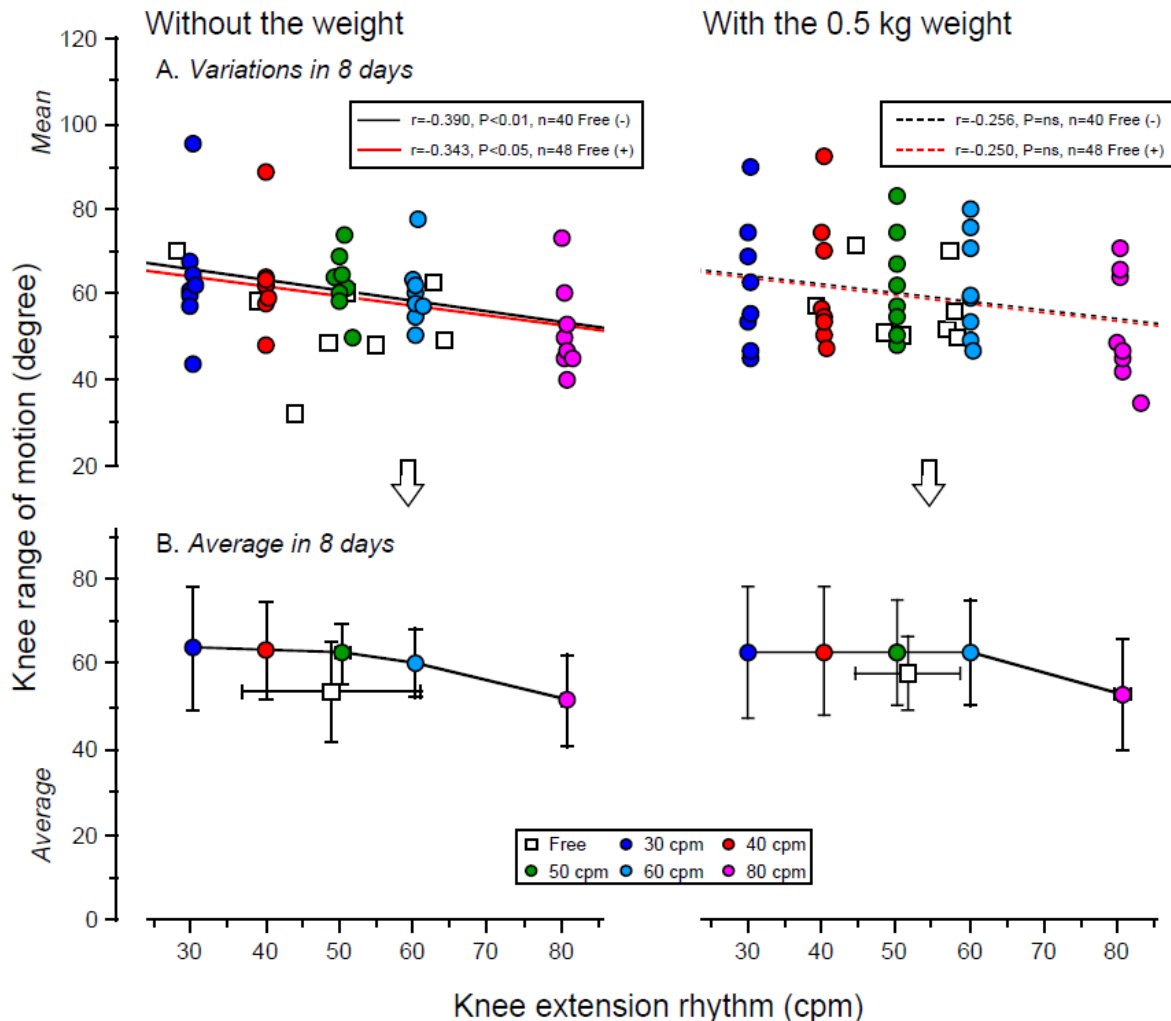 Without the weight
With the 0.5 kg weight
A. Variations in 8 days
r=-0.390, P<0.01, n=40 Free (-)
r=-0.343, P<0.05, n=48 Free (+)
r=-0.256, P=ns, n=40 Free (-)
r=-0.250, P=ns, n=48 Free (+)
120
100
80
60
40
20
Mean
Knee range of motion (degree)
Average
B. Average in 8 days
80
60
40
20
0
Free 30 cpm 40 cpm
50 cpm 60 cpm 80 cpm
30 40 50 60 70 80
30 40 50 60 70 80
Knee extension rhythm (cpm)